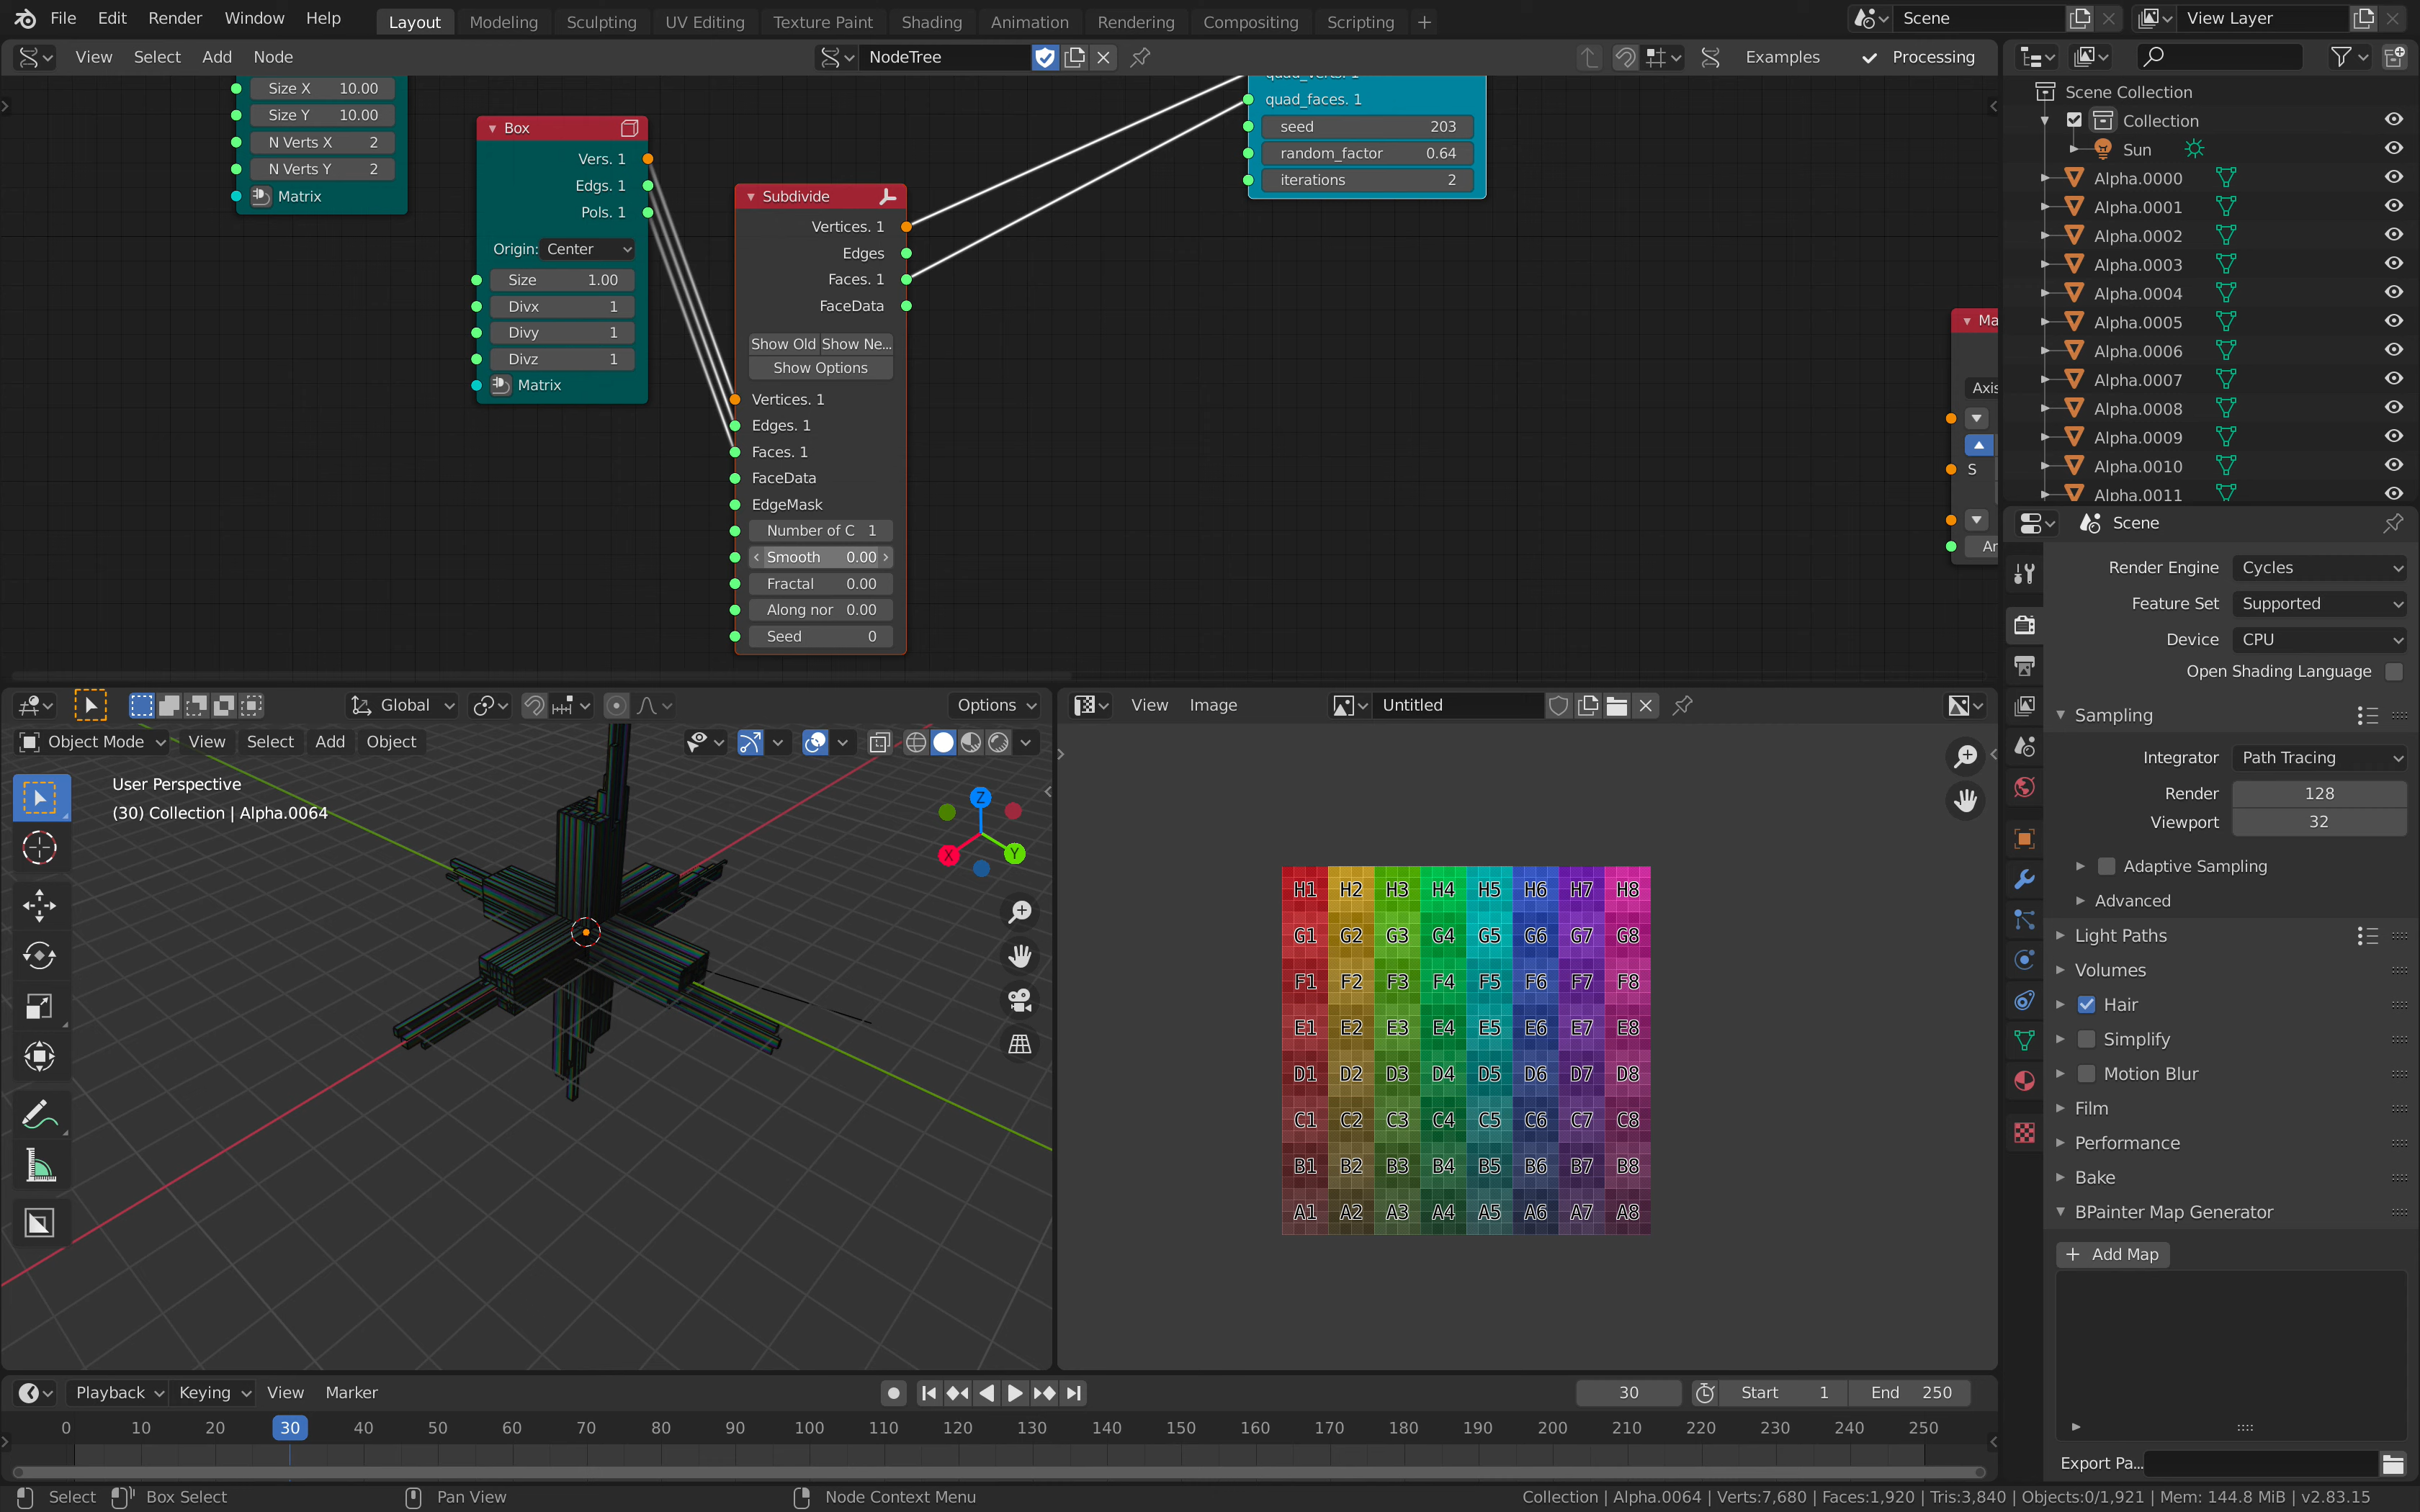 File Edit Render Window Help Layout Modeling Sculpting UV Editing Texture Paint Shading Animation Rendering Compositing Scripting + Scene View Layer
View Select Add Node NodeTree Examples Processing
Size X 10.00
Size Y 10.00
N Verts X 2
N Verts Y 2
Matrix
Box
Vers. 1
Edgs. 1
Pols. 1
Origin: Center
Size 1.00
Divx 1
Divy 1
Divz 1
Matrix
Subdivide
Vertices. 1
Edges
Faces. 1
FaceData
Show Old Show Ne...
Show Options
Vertices. 1
Edges. 1
Faces. 1
FaceData
EdgeMask
Number of C 1
Smooth 0.00
Fractal 0.00
Along nor 0.00
Seed 0
quad_verts. 1
quad_faces. 1
seed 203
random_factor 0.64
iterations 2
Ma
Axis
S
Ar
Scene Collection
Collection
Sun
Alpha.0000
Alpha.0001
Alpha.0002
Alpha.0003
Alpha.0004
Alpha.0005
Alpha.0006
Alpha.0007
Alpha.0008
Alpha.0009
Alpha.0010
Alpha.0011
Scene
Render Engine Cycles
Feature Set Supported
Device CPU
Open Shading Language
Sampling
Integrator Path Tracing
Render 128
Viewport 32
Adaptive Sampling
Advanced
Light Paths
Volumes
Hair
Simplify
Motion Blur
Film
Performance
Bake
BPainter Map Generator
+ Add Map
Export Pa...
Global Options
Object Mode View Select Add Object
User Perspective
(30) Collection | Alpha.0064
Z
X Y
View Image Untitled
H1 H2 H3 H4 H5 H6 H7 H8
G1 G2 G3 G4 G5 G6 G7 G8
F1 F2 F3 F4 F5 F6 F7 F8
E1 E2 E3 E4 E5 E6 E7 E8
D1 D2 D3 D4 D5 D6 D7 D8
C1 C2 C3 C4 C5 C6 C7 C8
B1 B2 B3 B4 B5 B6 B7 B8
A1 A2 A3 A4 A5 A6 A7 A8
Playback Keying View Marker 30 Start 1 End 250
0 10 20 30 40 50 60 70 80 90 100 110 120 130 140 150 160 170 180 190 200 210 220 230 240 250
Select Box Select Pan View Node Context Menu Collection | Alpha.0064 | Verts:7,680 | Faces:1,920 | Tris:3,840 | Objects:0/1,921 | Mem: 144.8 MiB | v2.83.15